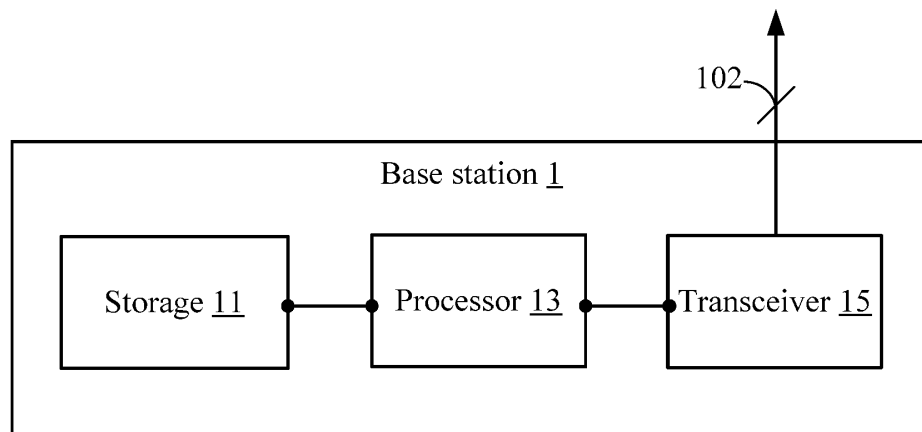 102
Base station 1
Storage 11
Processor 13
Transceiver 15